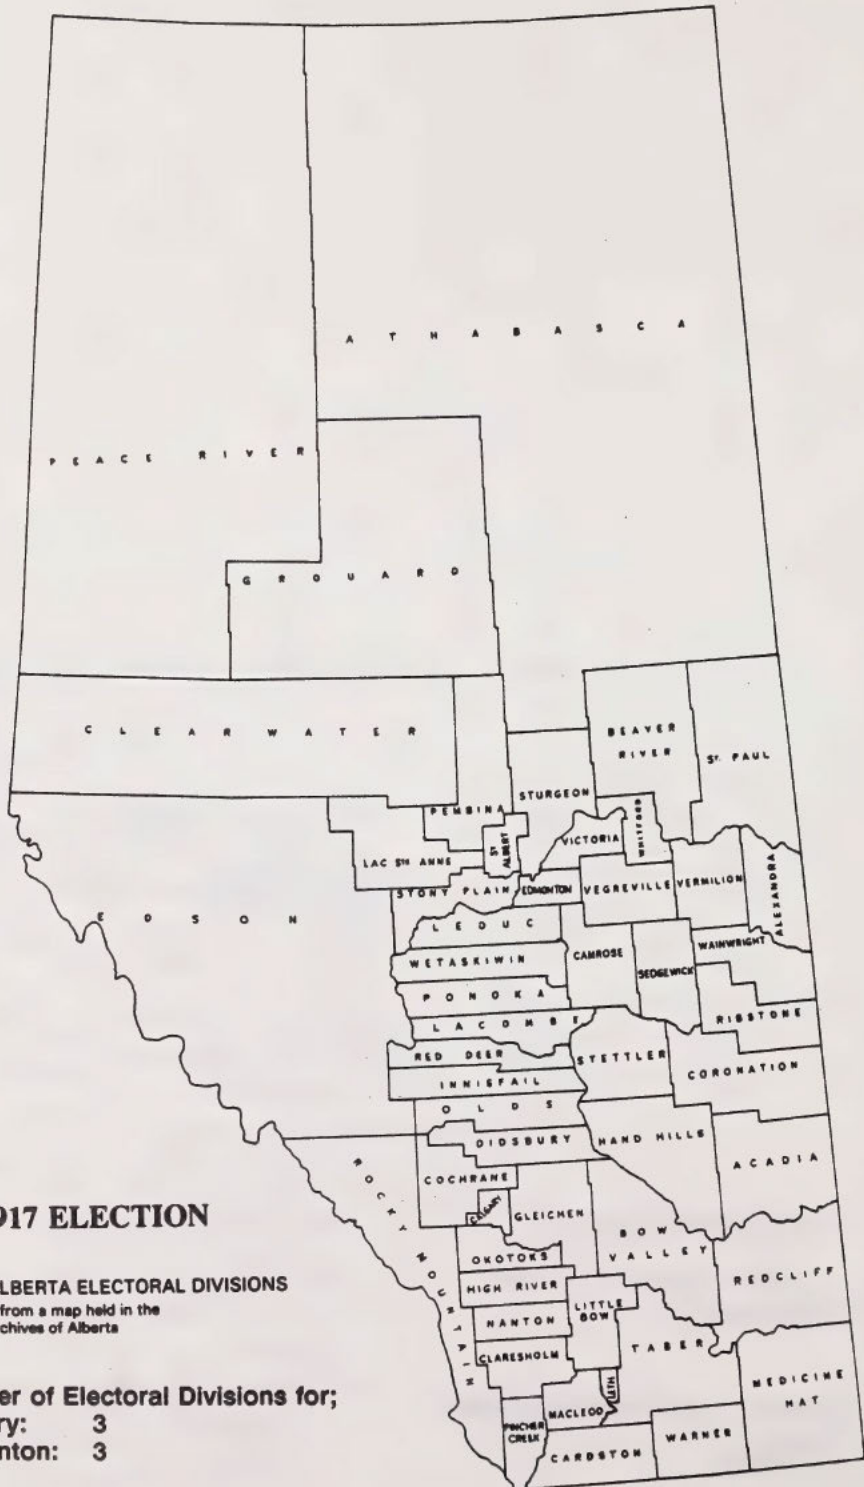 ATHABASCA
PEACE RIVER
GROUARD
CLEARWATER
BEAVER
RIVER
ST. PAUL
STURGEON
PEMBINA
WHITFORD
VICTORIA
ST
ALBERT
LAC STE ANNE
STONY PLAIN
EDMONTON
VEGREVILLE
VERMILION
ALEXANDRA
EDSON
LEDUC
WAINWRIGHT
CAMROSE
WETASKIWIN
SEDGEWICK
PONOKA
RIBSTONE
LACOMBE
RED DEER
STETTLER
CORONATION
INNISFAIL
OLDS
DIDSBURY
HAND HILLS
ACADIA
ROCKY MOUNTAIN
COCHRANE
CALGARY
GLEICHEN
BOW
VALLEY
OKOTOKS
REDCLIFF
HIGH RIVER
LITTLE
BOW
NANTON
TABER
CLARESHOLM
LETH
MEDICINE
HAT
MACLEOD
PINCHER
CREEK
WARNER
CARDSTON
917 ELECTION
LBERTA ELECTORAL DIVISIONS
from a map held in the
chives of Alberta
er of Electoral Divisions for;
ry: 3
nton: 3